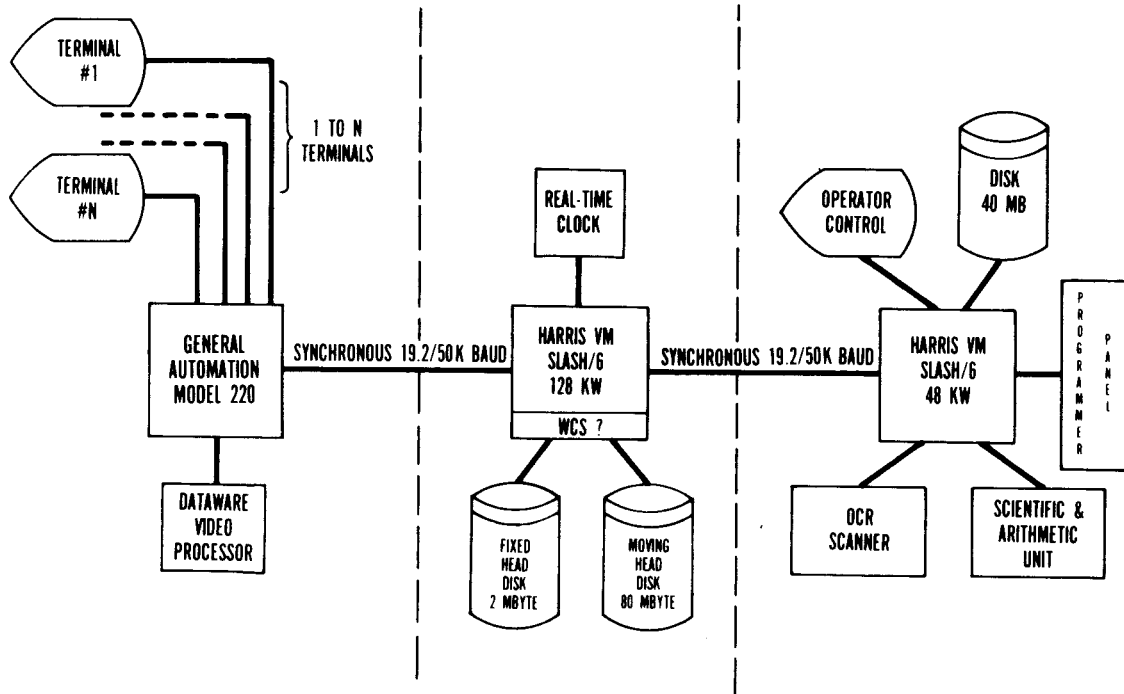 TERMINAL
#1
1 TO N
TERMINALS
TERMINAL
#N
GENERAL
AUTOMATION
MODEL 220
DATAWARE
VIDEO
PROCESSOR
SYNCHRONOUS 19.2/50K BAUD
REAL-TIME
CLOCK
HARRIS VM
SLASH/6
128 KW
WCS ?
FIXED
HEAD
DISK
2 MBYTE
MOVING
HEAD
DISK
80 MBYTE
SYNCHRONOUS 19.2/50K BAUD
OPERATOR
CONTROL
DISK
40 MB
HARRIS VM
SLASH/6
48 KW
PROGRAMMER
PANEL
OCR
SCANNER
SCIENTIFIC &
ARITHMETIC
UNIT